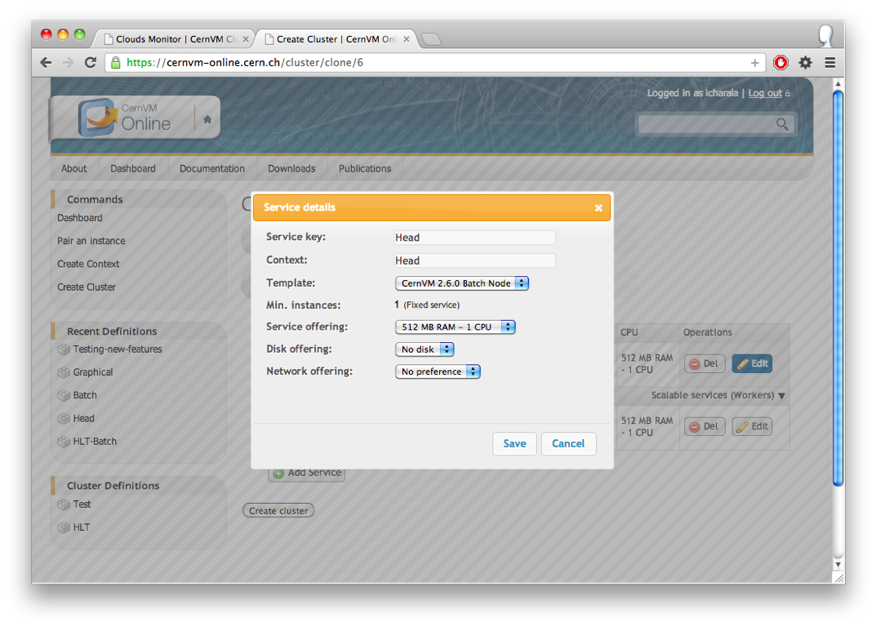 Clouds Monitor | CernVM Cl
Create Cluster | CernVM Onl
https://cernvm-online.cern.ch/cluster/clone/6
Logged in as icharala | Log out
CernVM
Online
About Dashboard Documentation Downloads Publications
Commands
Dashboard
Pair an instance
Create Context
Create Cluster
Recent Definitions
Testing-new-features
Graphical
Batch
Head
HLT-Batch
Cluster Definitions
Test
HLT
Service details
Service key: Head
Context: Head
Template: CernVM 2.6.0 Batch Node
Min. instances: 1 (Fixed service)
Service offering: 512 MB RAM - 1 CPU
Disk offering: No disk
Network offering: No preference
Save Cancel
CPU Operations
512 MB RAM
- 1 CPU
Del Edit
Scalable services (Workers) ▼
512 MB RAM
- 1 CPU
Del Edit
Add Service
Create cluster